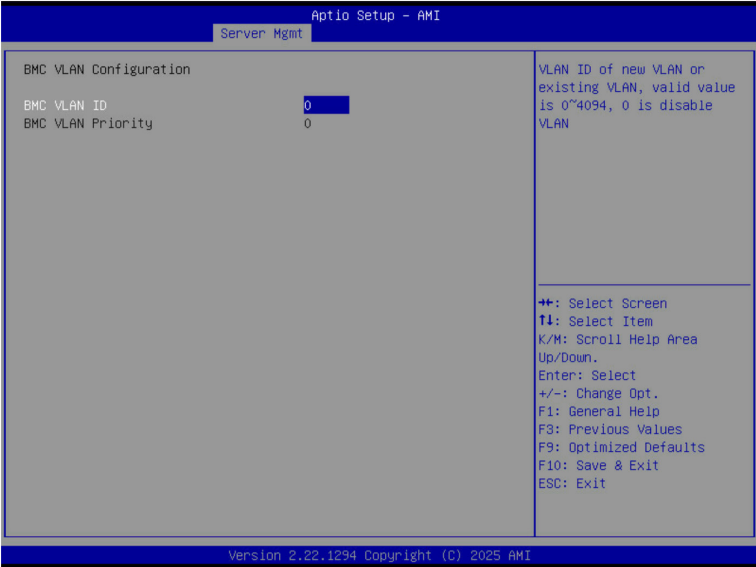 Aptio Setup – AMI
Server Mgmt
BMC VLAN Configuration
BMC VLAN ID 0
BMC VLAN Priority 0
VLAN ID of new VLAN or
existing VLAN, valid value
is 0~4094, 0 is disable
VLAN
→←: Select Screen
↑↓: Select Item
K/M: Scroll Help Area
Up/Down.
Enter: Select
+/-: Change Opt.
F1: General Help
F3: Previous Values
F9: Optimized Defaults
F10: Save & Exit
ESC: Exit
Version 2.22.1294 Copyright (C) 2025 AMI